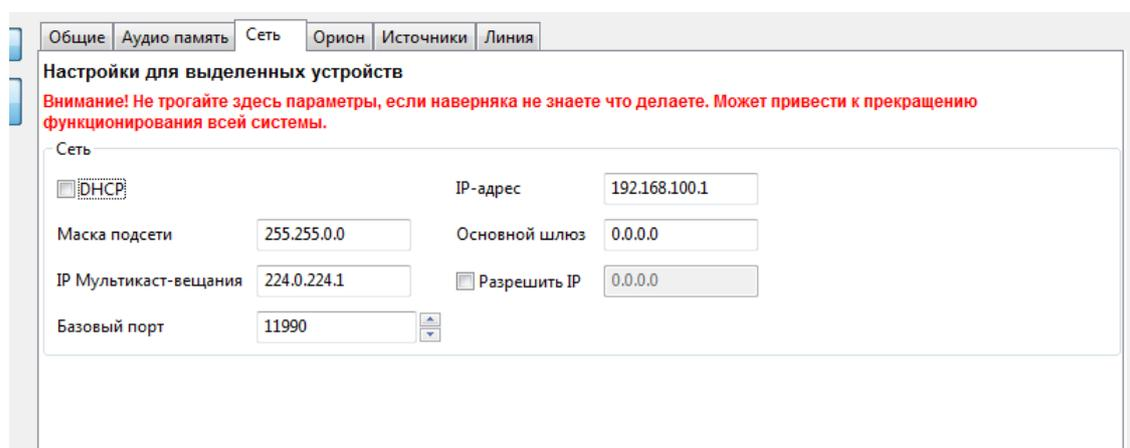 Общие Аудио память Сеть Орион Источники Линия
Настройки для выделенных устройств
Внимание! Не трогайте здесь параметры, если наверняка не знаете что делаете. Может привести к прекращению
функционирования всей системы.
Сеть
DHCP IP-адрес 192.168.100.1
Маска подсети 255.255.0.0 Основной шлюз 0.0.0.0
IP Мультикаст-вещания 224.0.224.1 Разрешить IP 0.0.0.0
Базовый порт 11990